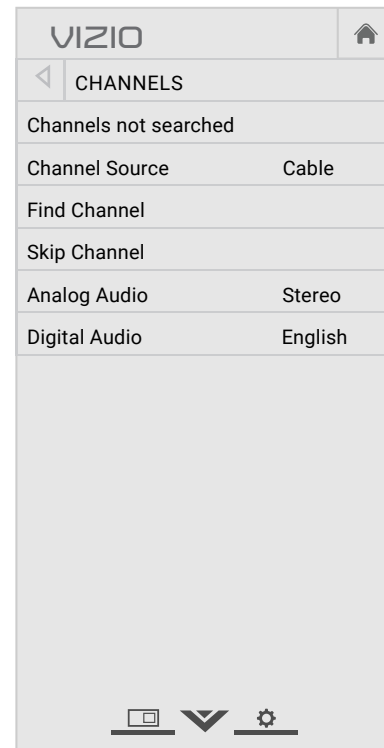 VIZIO
CHANNELS
Channels not searched
Channel Source Cable
Find Channel
Skip Channel
Analog Audio Stereo
Digital Audio English